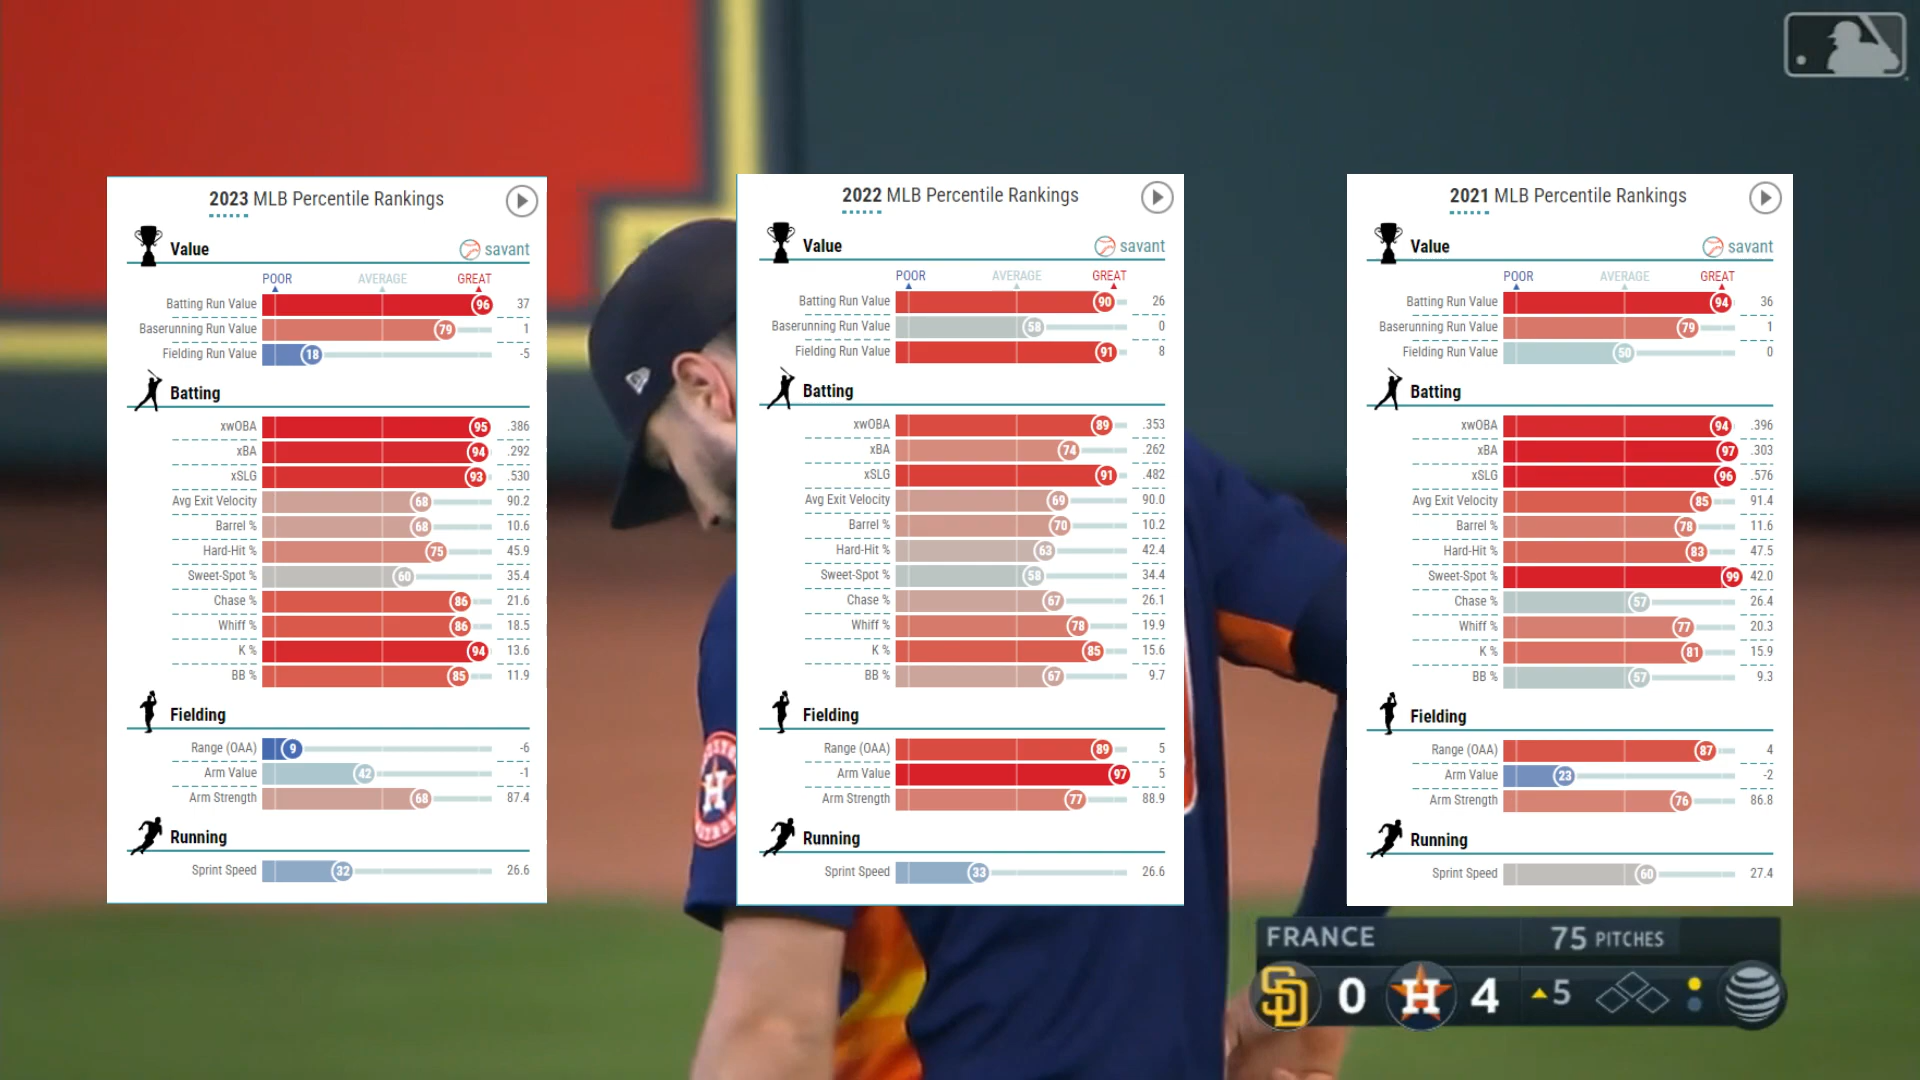 2023 MLB Percentile Rankings
Value
savant
POOR AVERAGE GREAT
Batting Run Value 96 37
Baserunning Run Value 79 1
Fielding Run Value 18 -5
Batting
xwOBA 95 .386
xBA 94 .292
xSLG 93 .530
Avg Exit Velocity 68 90.2
Barrel % 68 10.6
Hard-Hit % 75 45.9
Sweet-Spot % 60 35.4
Chase % 86 21.6
Whiff % 86 18.5
K % 94 13.6
BB % 85 11.9
Fielding
Range (OAA) 9 -6
Arm Value 42 -1
Arm Strength 68 87.4
Running
Sprint Speed 32 26.6
2022 MLB Percentile Rankings
Value
savant
POOR AVERAGE GREAT
Batting Run Value 90 26
Baserunning Run Value 58 0
Fielding Run Value 91 8
Batting
xwOBA 89 .353
xBA 74 .262
xSLG 91 .482
Avg Exit Velocity 69 90.0
Barrel % 70 10.2
Hard-Hit % 63 42.4
Sweet-Spot % 58 34.4
Chase % 67 26.1
Whiff % 78 19.9
K % 85 15.6
BB % 67 9.7
Fielding
Range (OAA) 89 5
Arm Value 97 5
Arm Strength 77 88.9
Running
Sprint Speed 33 26.6
2021 MLB Percentile Rankings
Value
savant
POOR AVERAGE GREAT
Batting Run Value 94 36
Baserunning Run Value 79 1
Fielding Run Value 50 0
Batting
xwOBA 94 .396
xBA 97 .303
xSLG 96 .576
Avg Exit Velocity 85 91.4
Barrel % 78 11.6
Hard-Hit % 83 47.5
Sweet-Spot % 99 42.0
Chase % 57 26.4
Whiff % 77 20.3
K % 81 15.9
BB % 57 9.3
Fielding
Range (OAA) 87 4
Arm Value 23 -2
Arm Strength 76 86.8
Running
Sprint Speed 60 27.4
H
FRANCE 75 PITCHES
SD 0 H 4 5